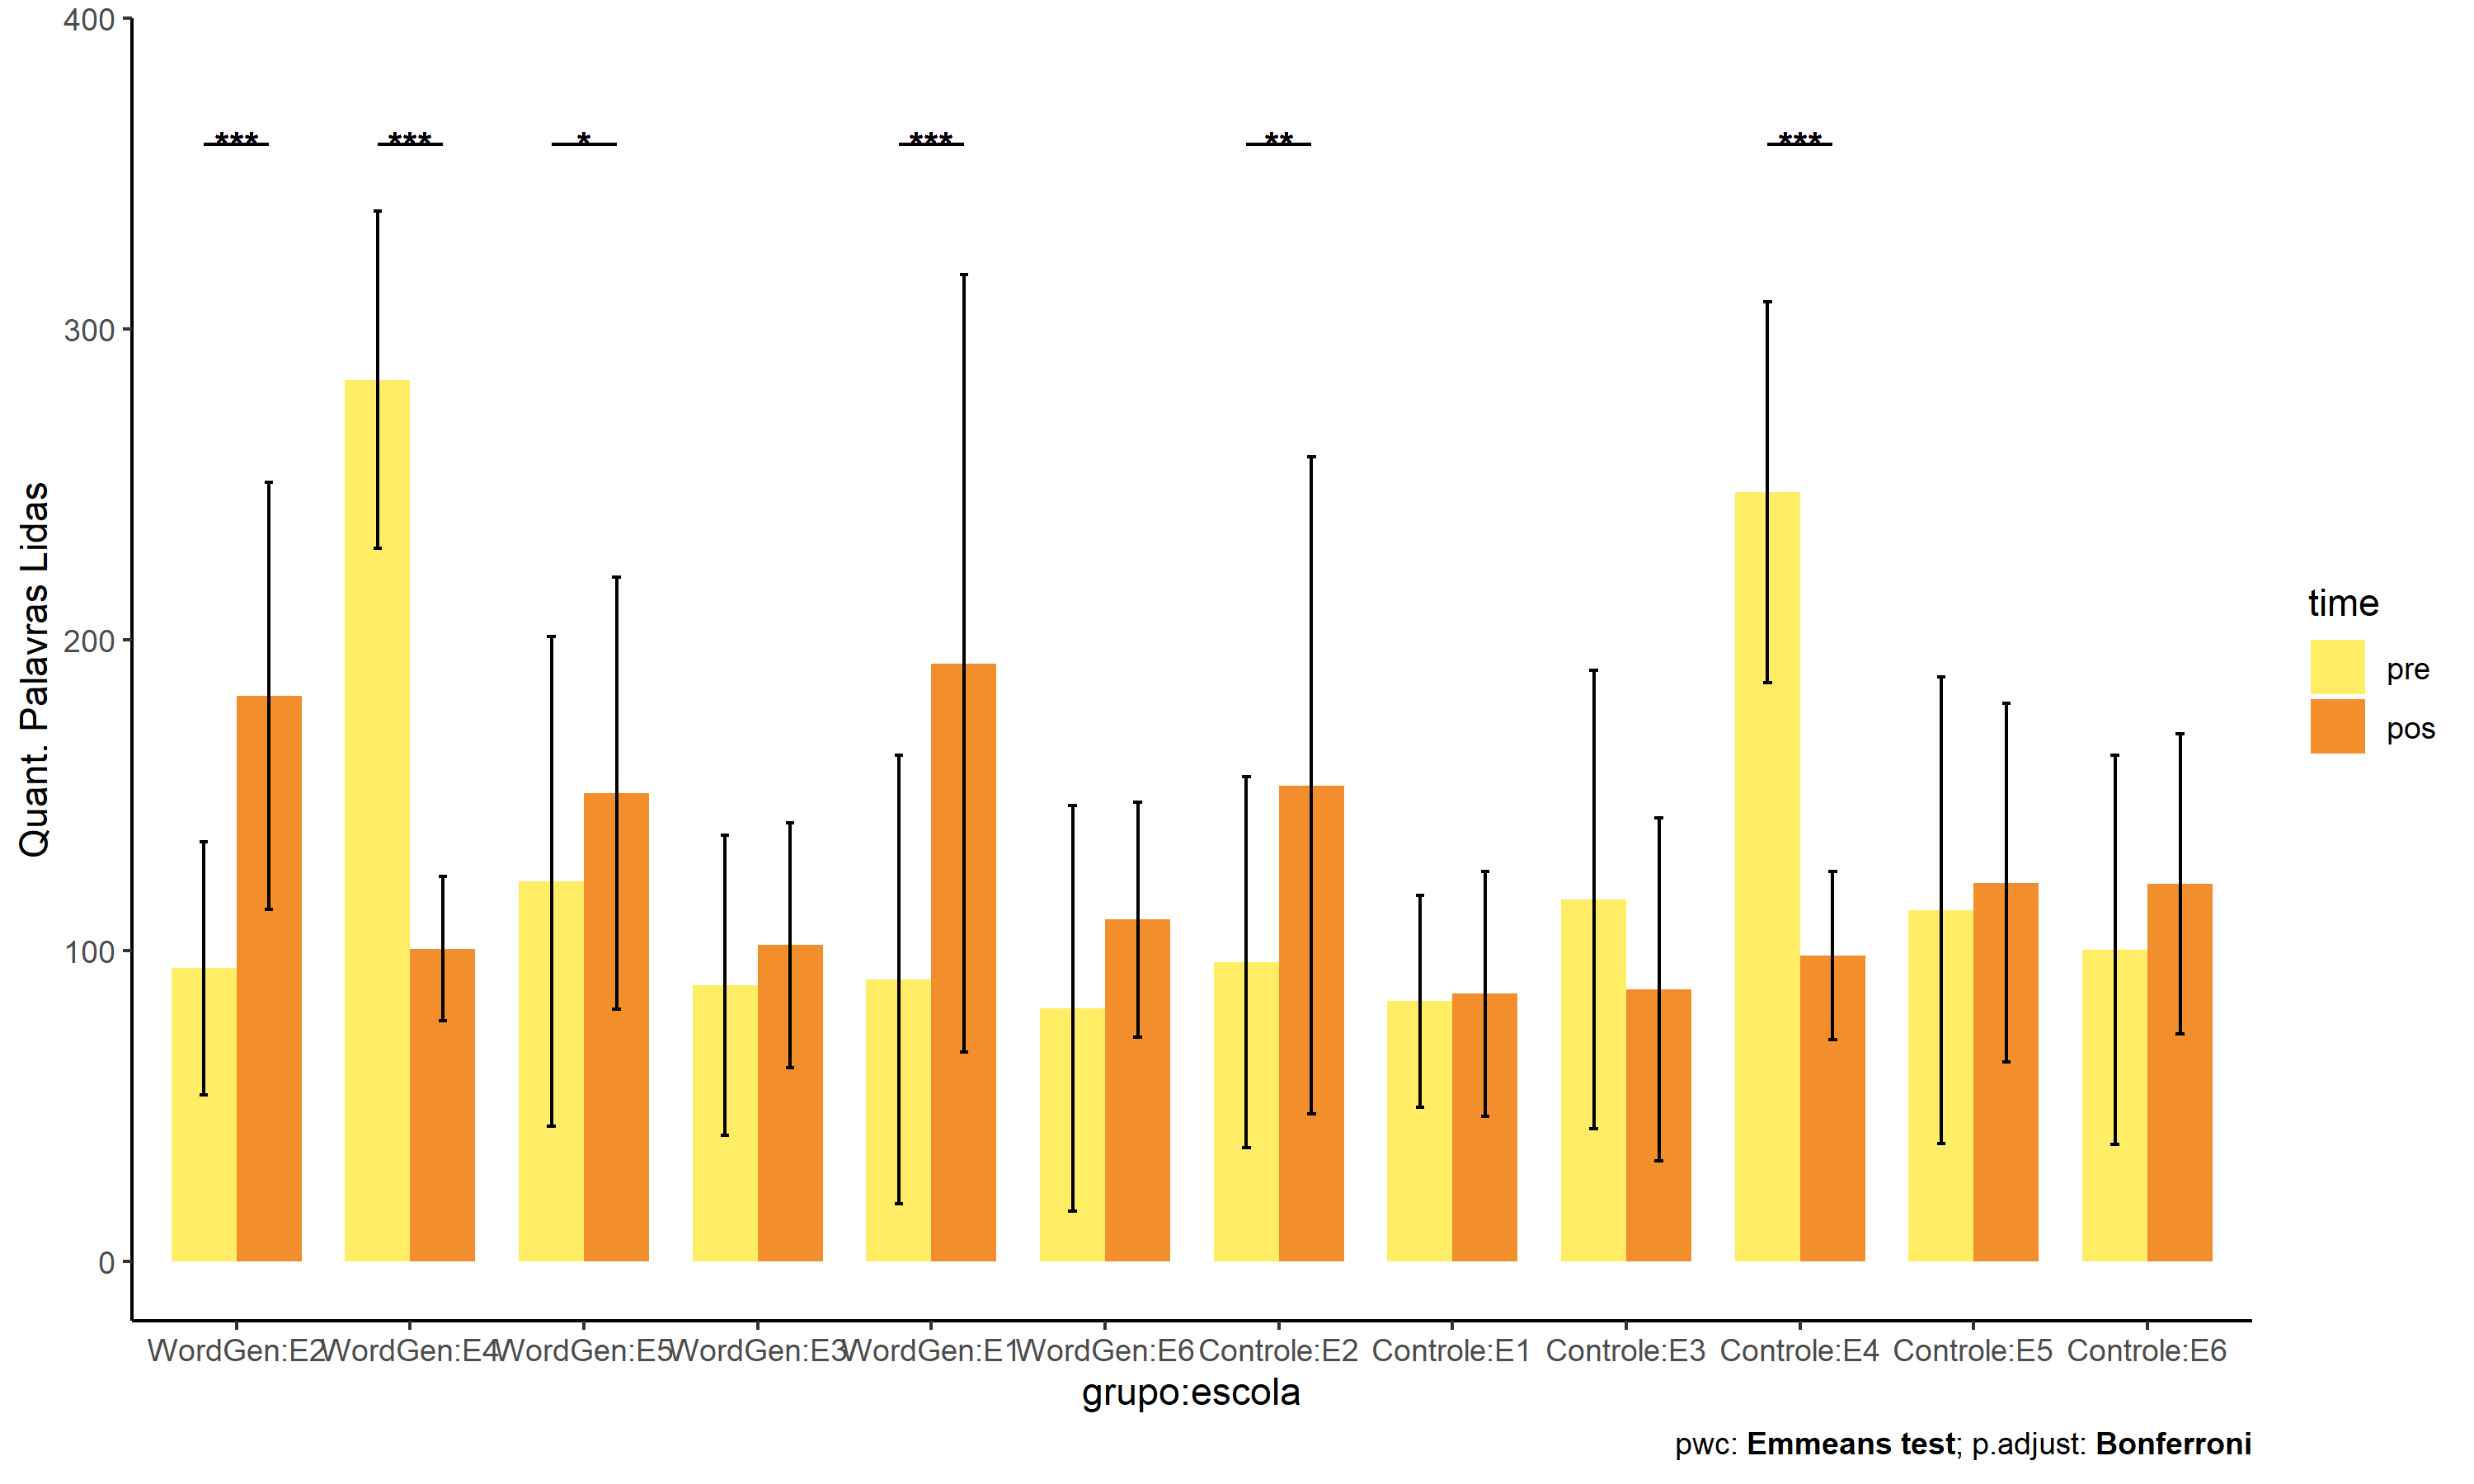 400
300
200
100
0
Quant. Palavras Lidas
*** *** * *** ** ***
WordGen:E2 WordGen:E4 WordGen:E5 WordGen:E3 WordGen:E1 WordGen:E6 Controle:E2 Controle:E1 Controle:E3 Controle:E4 Controle:E5 Controle:E6
grupo:escola
time
pre
pos
pwc: Emmeans test; p.adjust: Bonferroni